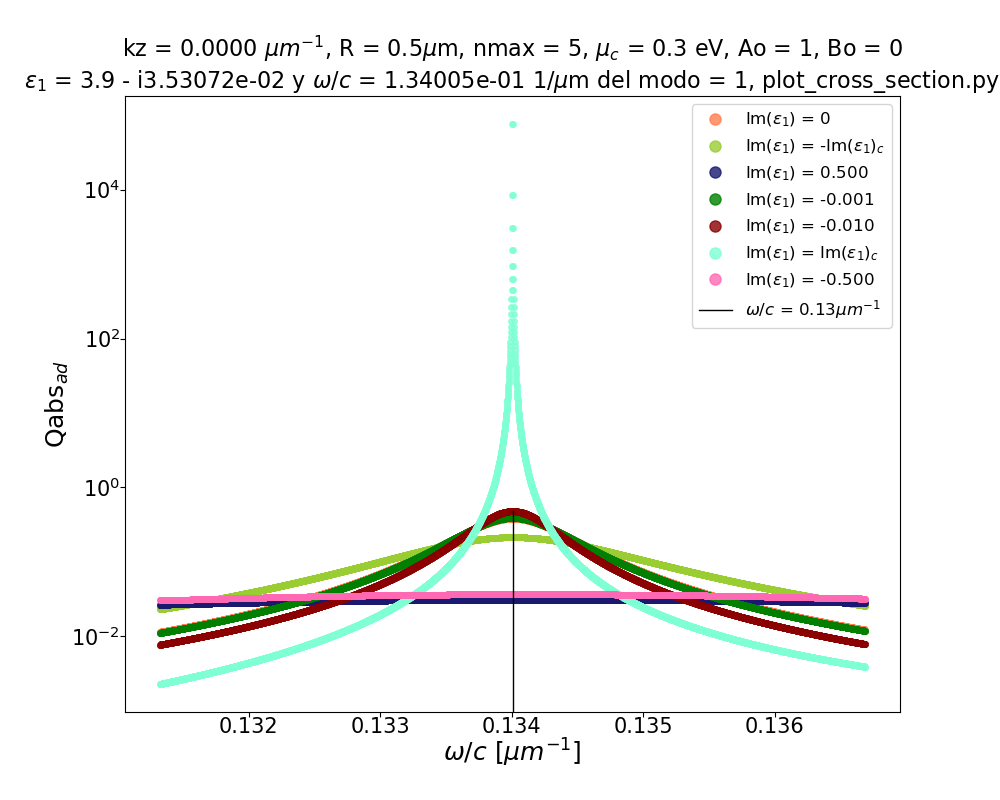 kz = 0.0000 μm⁻¹, R = 0.5μm, nmax = 5, μ_c = 0.3 eV, Ao = 1, Bo = 0
ε₁ = 3.9 - i3.53072e-02 y ω/c = 1.34005e-01 1/μm del modo = 1, plot_cross_section.py
Im(ε₁) = 0
Im(ε₁) = -Im(ε₁)_c
Im(ε₁) = 0.500
Im(ε₁) = -0.001
Im(ε₁) = -0.010
Im(ε₁) = Im(ε₁)_c
Im(ε₁) = -0.500
ω/c = 0.13μm⁻¹
10⁴
10²
10⁰
10⁻²
Qabs_ad
0.132 0.133 0.134 0.135 0.136
ω/c [μm⁻¹]